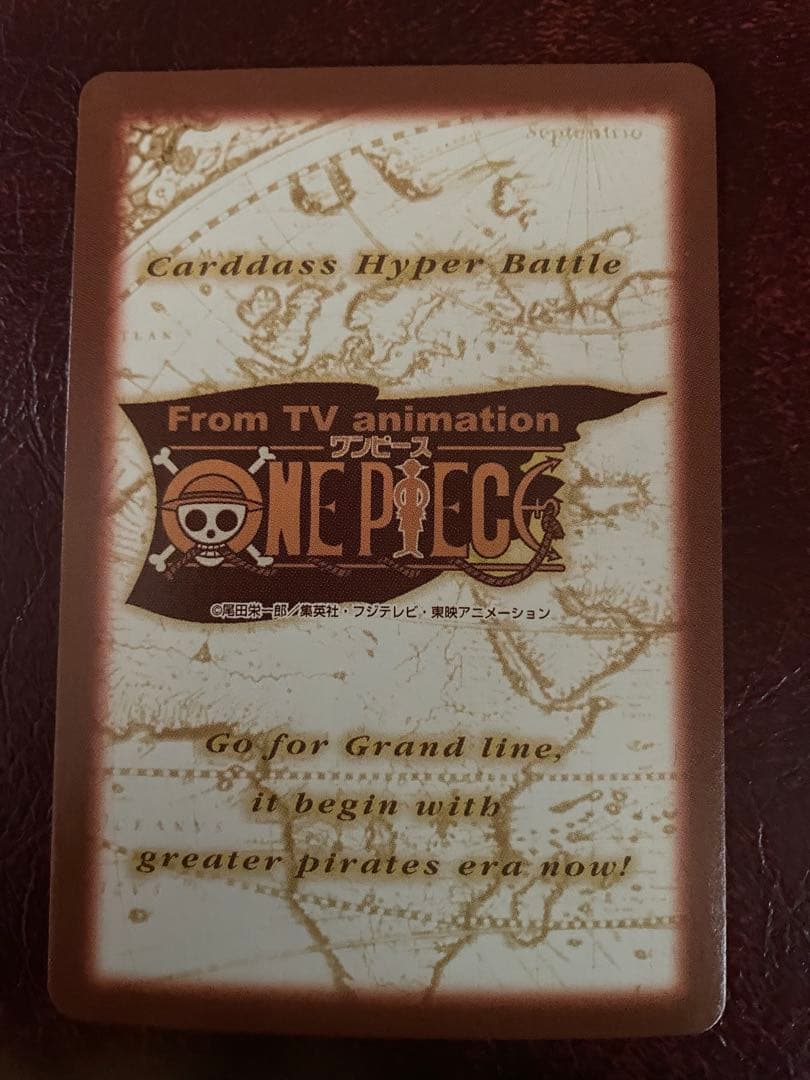 Septentrio
Carddass Hyper Battle
From TV animation
ワンピース
ONE PIECE
©尾田栄一郎/集英社・フジテレビ・東映アニメーション
Go for Grand line,
it begin with
greater pirates era now!